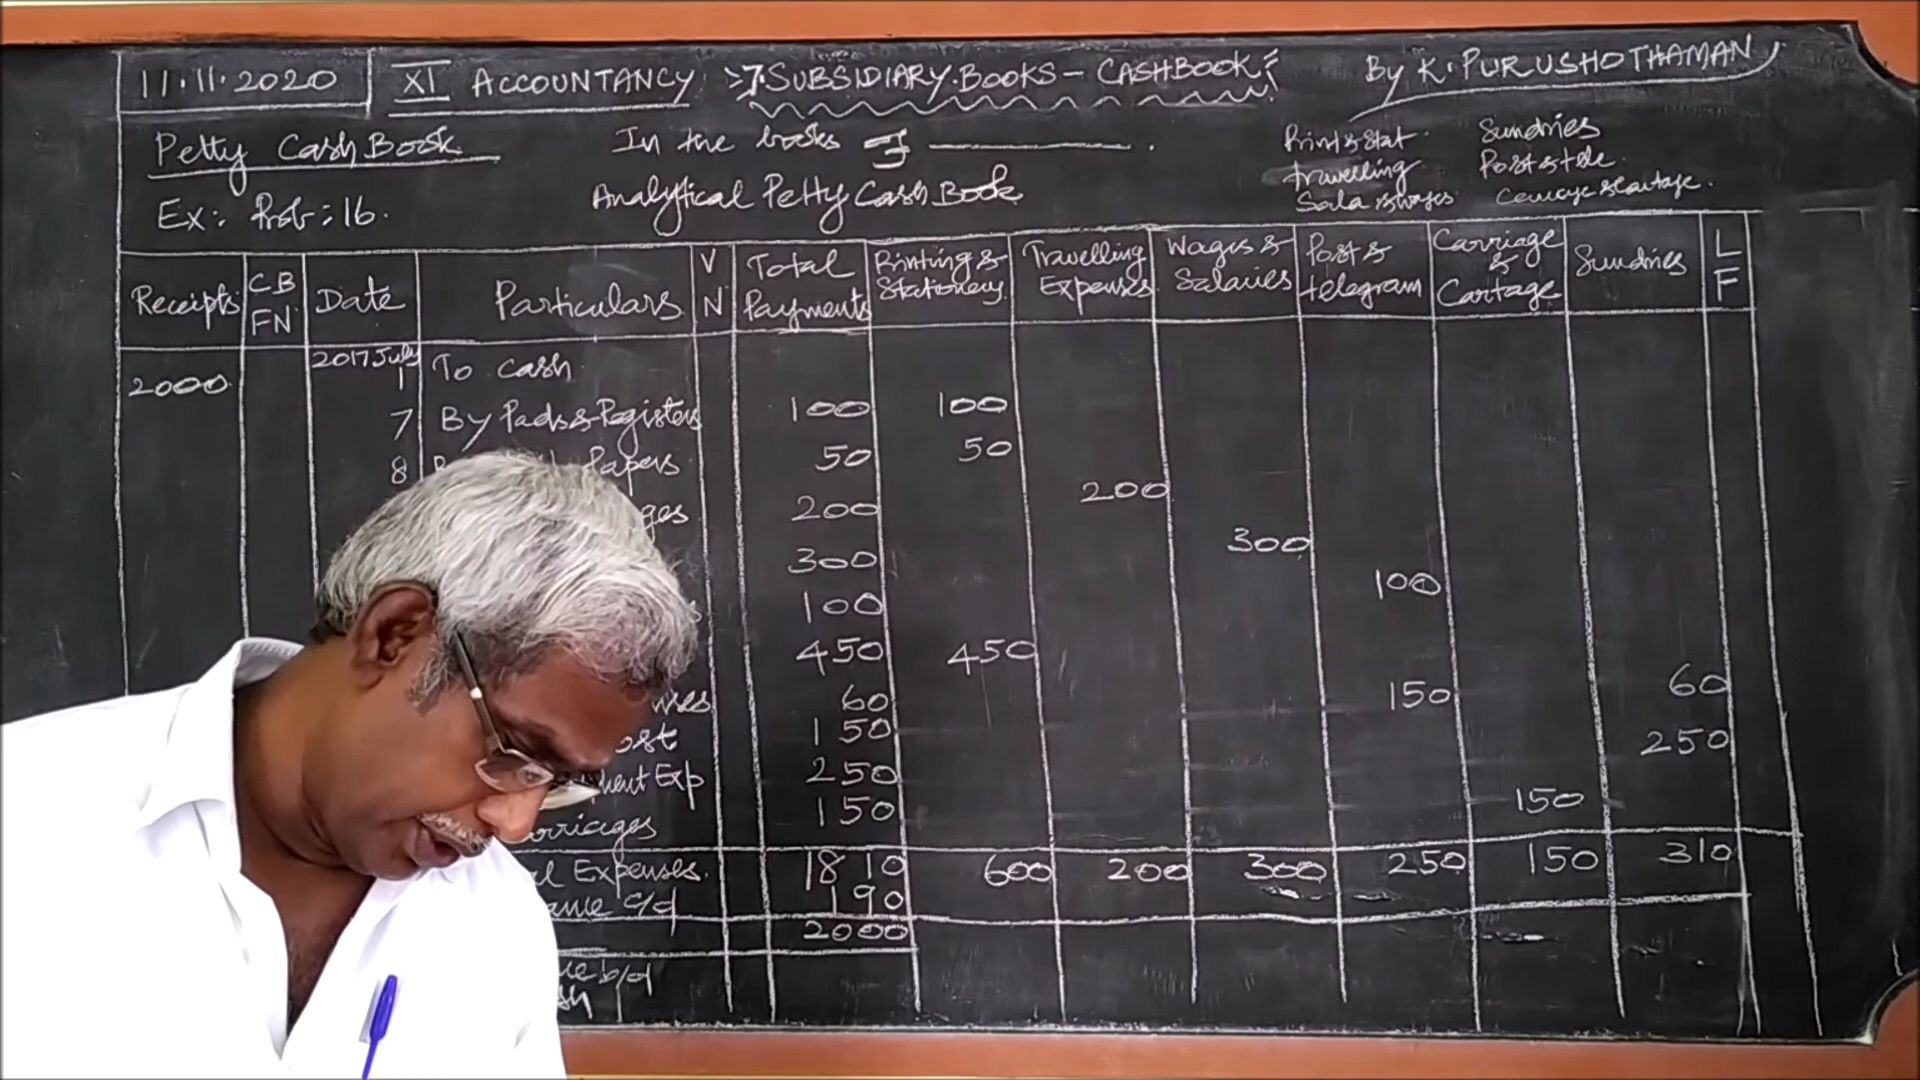 11.11.2020 XI ACCOUNTANCY :-> 7. SUBSIDIARY BOOKS - CASHBOOK By K. PURUSHOTHAMAN
Petty Cash Book In the books of
Print & Stat Sundries
Travelling Post & tele
Ex: Prob: 16. Analytical Petty Cash Book
Receipts CB FN Date Particulars V N Total Payments Printing & Stationery Travelling Expenses Wages & Salaries Post & telegram Carriage & Cartage Sundries L F
2000 2017 July 1 To cash
7 By Pads & Registers 100 100
8 Papers 50 50
200 200
300 300
100 100
450 450
60 60
150 150
Exp 250 250
150 150
Expenses. 1810 600 200 300 250 150 310
c/d 190
2000
b/d